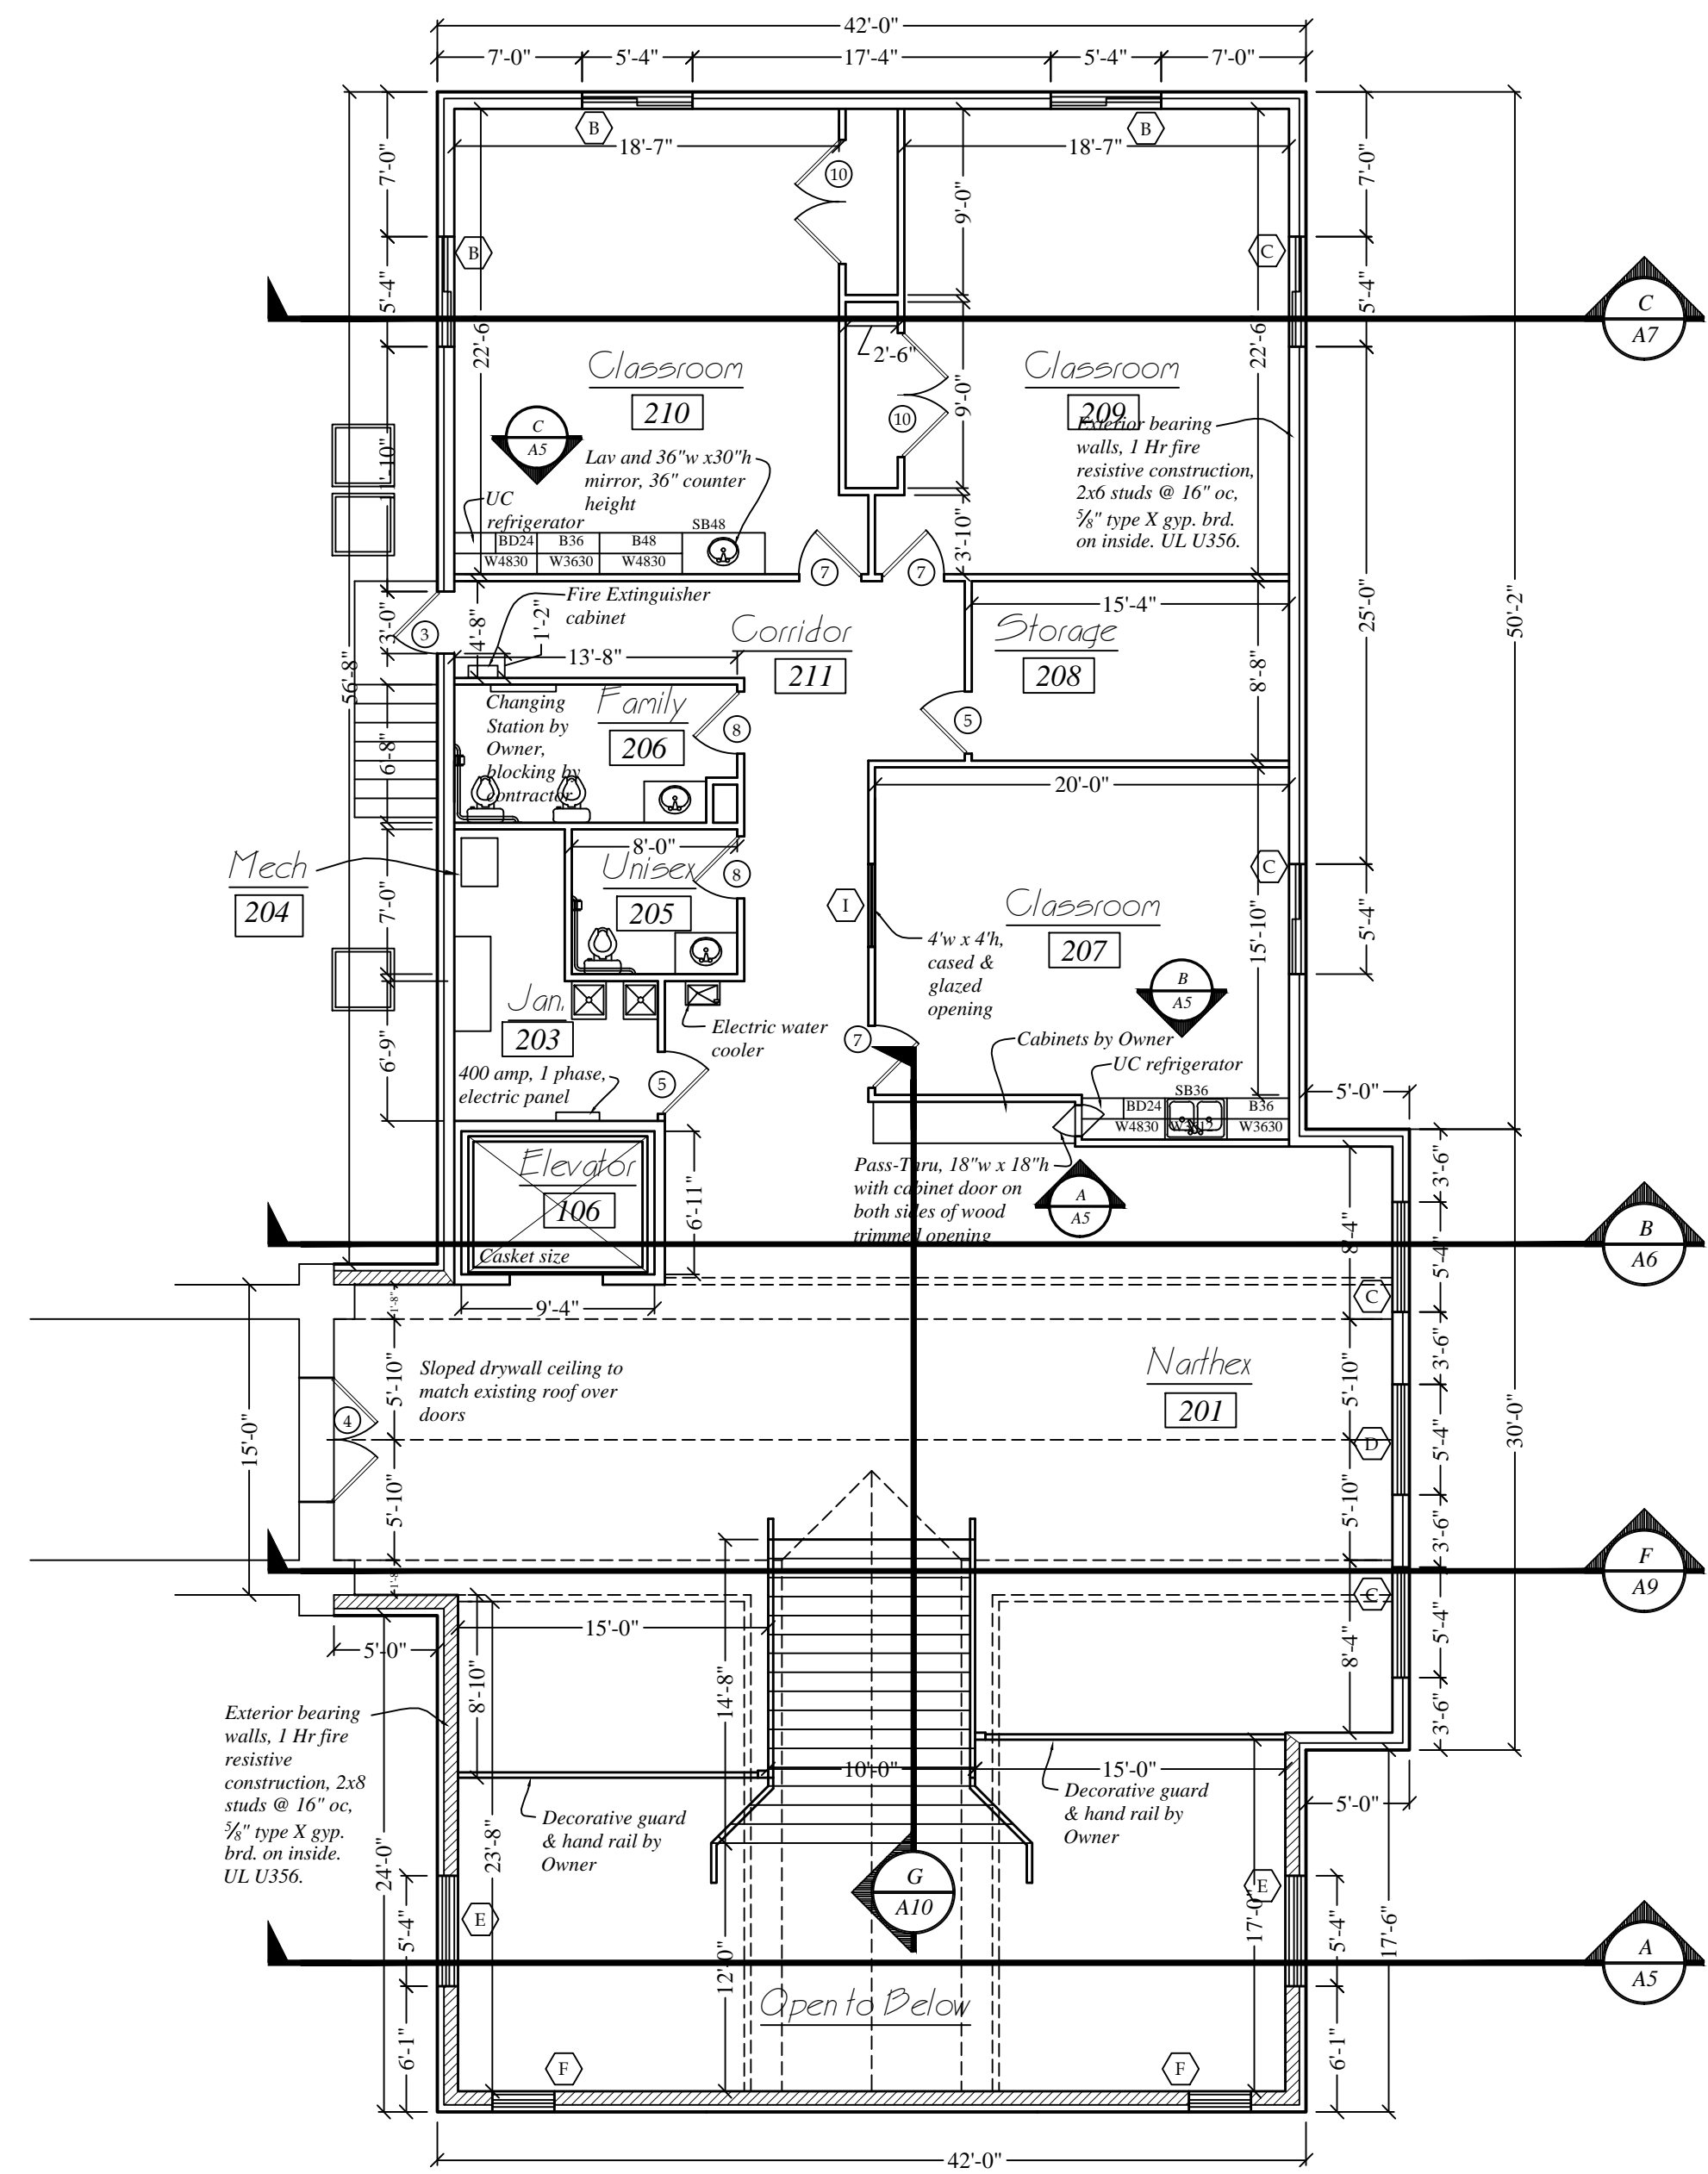 42'-0"
7'-0" 5'-4" 17'-4" 5'-4" 7'-0"
B B
18'-7" 18'-7"
10
7'-0" 9'-0" 7'-0"
B C
5'-4" 22'-6 22'-6 5'-4"
C
A7
2'-6"
Classroom
210
Classroom
209
9'-0"
10
C
A5
Lav and 36"w x30"h
mirror, 36" counter
height
Exterior bearing
walls, 1 Hr fire
resistive construction,
2x6 studs @ 16" oc,
5/8" type X gyp. brd.
on inside. UL U356.
UC
refrigerator
SB48
BD24 B36 B48
W4830 W3630 W4830
3'-10"
7 7
56'-8"
3'-0"
3
4'-8"
1'-2"
Fire Extinguisher
cabinet
13'-8"
Corridor
211
15'-4"
Storage
208
8'-8"
25'-0"
50'-2"
5
Changing
Station by
Owner,
blocking by
contractor
Family
206
8
6'-8"
20'-0"
Mech
204
7'-0"
8'-0"
Unisex
205
8
I
4'w x 4'h,
cased &
glazed
opening
Classroom
207
15'-10"
C
5'-4"
B
A5
Jan.
203
6'-9"
Electric water
cooler
400 amp, 1 phase,
electric panel
5
7
Cabinets by Owner
UC refrigerator
SB36
BD24 B36
W4830 W3630
5'-0"
Elevator
106
Casket size
6'-11"
9'-4"
Pass-Thru, 18"w x 18"h
with cabinet door on
both sides of wood
trimmed opening
A
A5
8'-4"
3'-6"
5'-4"
B
A6
C
1'-8"
15'-0"
5'-10"
4
5'-10"
Sloped drywall ceiling to
match existing roof over
doors
Narthex
201
5'-10"
D
5'-10"
3'-6"
5'-4"
3'-6"
30'-0"
F
A9
C
5'-4"
8'-4"
3'-6"
5'-0"
15'-0"
8'-10"
14'-8"
10'-0"
15'-0"
5'-0"
Exterior bearing
walls, 1 Hr fire
resistive
construction, 2x8
studs @ 16" oc,
5/8" type X gyp.
brd. on inside.
UL U356.
Decorative guard
& hand rail by
Owner
Decorative guard
& hand rail by
Owner
24'-0"
23'-8"
G
A10
E E
5'-4" 12'-0" 17'-0" 5'-4" 17'-6"
A
A5
Open to Below
6'-1" 6'-1"
F F
42'-0"